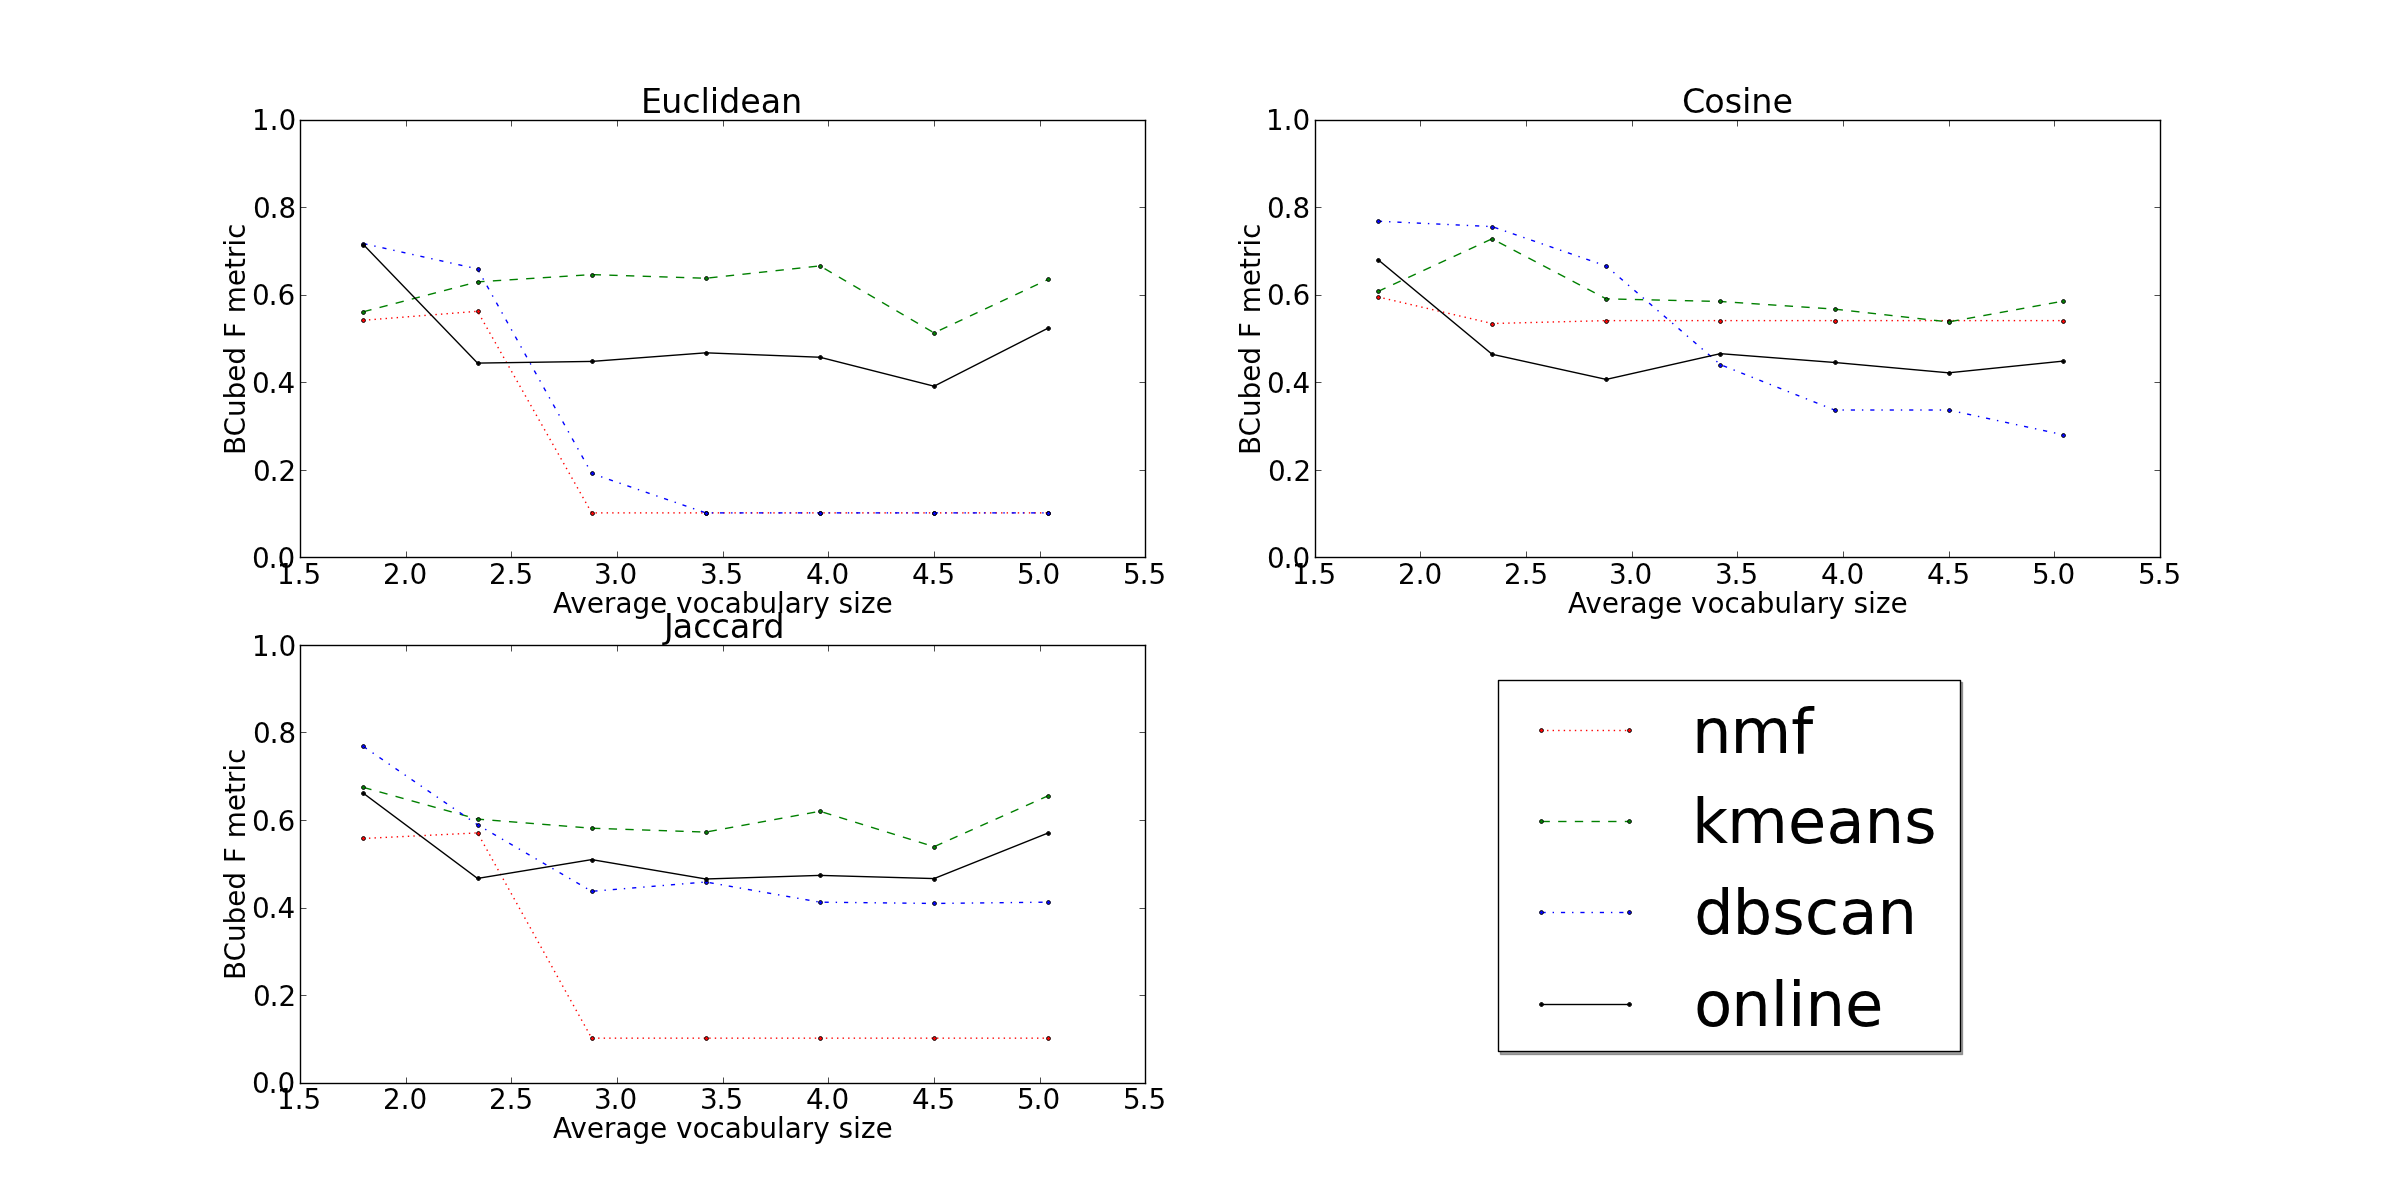 Euclidean
1.0
0.8
0.6
0.4
0.2
0.0
BCubed F metric
1.5 2.0 2.5 3.0 3.5 4.0 4.5 5.0 5.5
Average vocabulary size
Cosine
1.0
0.8
0.6
0.4
0.2
0.0
BCubed F metric
1.5 2.0 2.5 3.0 3.5 4.0 4.5 5.0 5.5
Average vocabulary size
Jaccard
1.0
0.8
0.6
0.4
0.2
0.0
BCubed F metric
1.5 2.0 2.5 3.0 3.5 4.0 4.5 5.0 5.5
Average vocabulary size
nmf
kmeans
dbscan
online